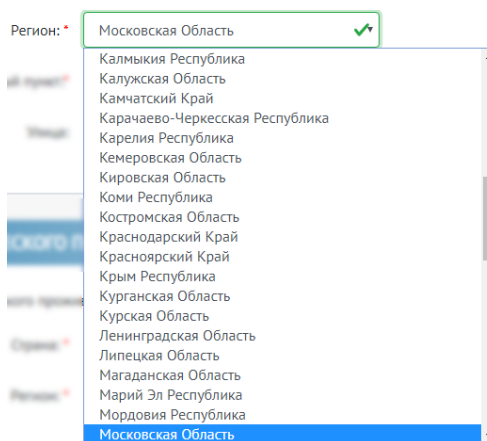 Регион: * Московская Область
Калмыкия Республика
Калужская Область
Камчатский Край
Карачаево-Черкесская Республика
Карелия Республика
Кемеровская Область
Кировская Область
Коми Республика
Костромская Область
Краснодарский Край
Красноярский Край
Крым Республика
Курганская Область
Курская Область
Ленинградская Область
Липецкая Область
Магаданская Область
Марий Эл Республика
Мордовия Республика
Московская Область